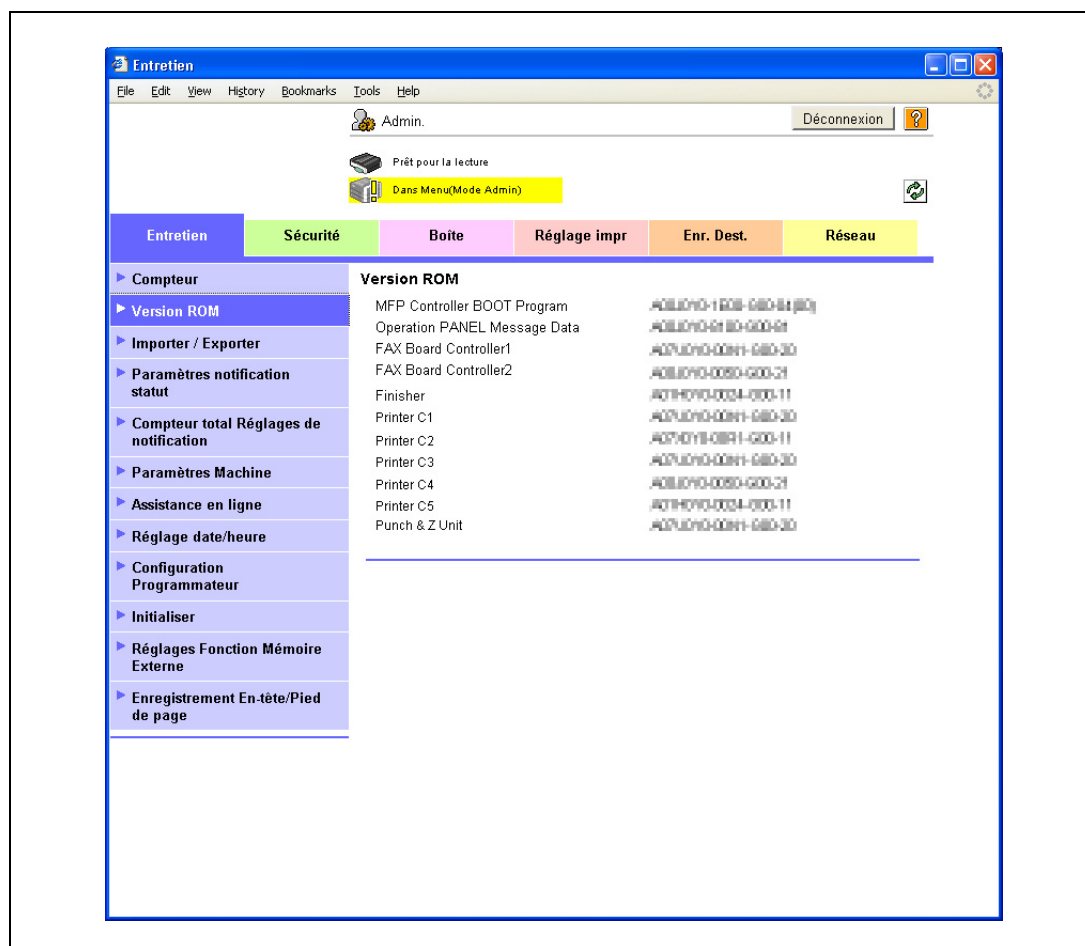 Entretien
File Edit View History Bookmarks Tools Help
Admin.
Déconnexion
?
Prêt pour la lecture
Dans Menu(Mode Admin)
Entretien Sécurité Boîte Réglage impr Enr. Dest. Réseau
Compteur
Version ROM
Importer / Exporter
Paramètres notification
statut
Compteur total Réglages de
notification
Paramètres Machine
Assistance en ligne
Réglage date/heure
Configuration
Programmateur
Initialiser
Réglages Fonction Mémoire
Externe
Enregistrement En-tête/Pied
de page
Version ROM
MFP Controller BOOT Program
Operation PANEL Message Data
FAX Board Controller1
FAX Board Controller2
Finisher
Printer C1
Printer C2
Printer C3
Printer C4
Printer C5
Punch & Z Unit